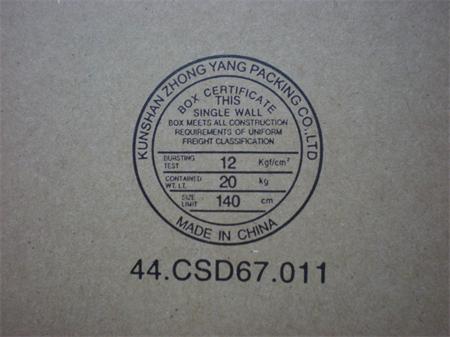 KUNSHAN ZHONG YANG PACKING CO.,LTD
BOX CERTIFICATE
THIS
SINGLE WALL
BOX MEETS ALL CONSTRUCTION
REQUIREMENTS OF UNIFORM
FREIGHT CLASSIFICATION
BURSTING TEST 12 Kgf/cm²
CONTAINED WT. LT. 20 kg
SIZE LIMIT 140 cm
MADE IN CHINA
44.CSD67.011